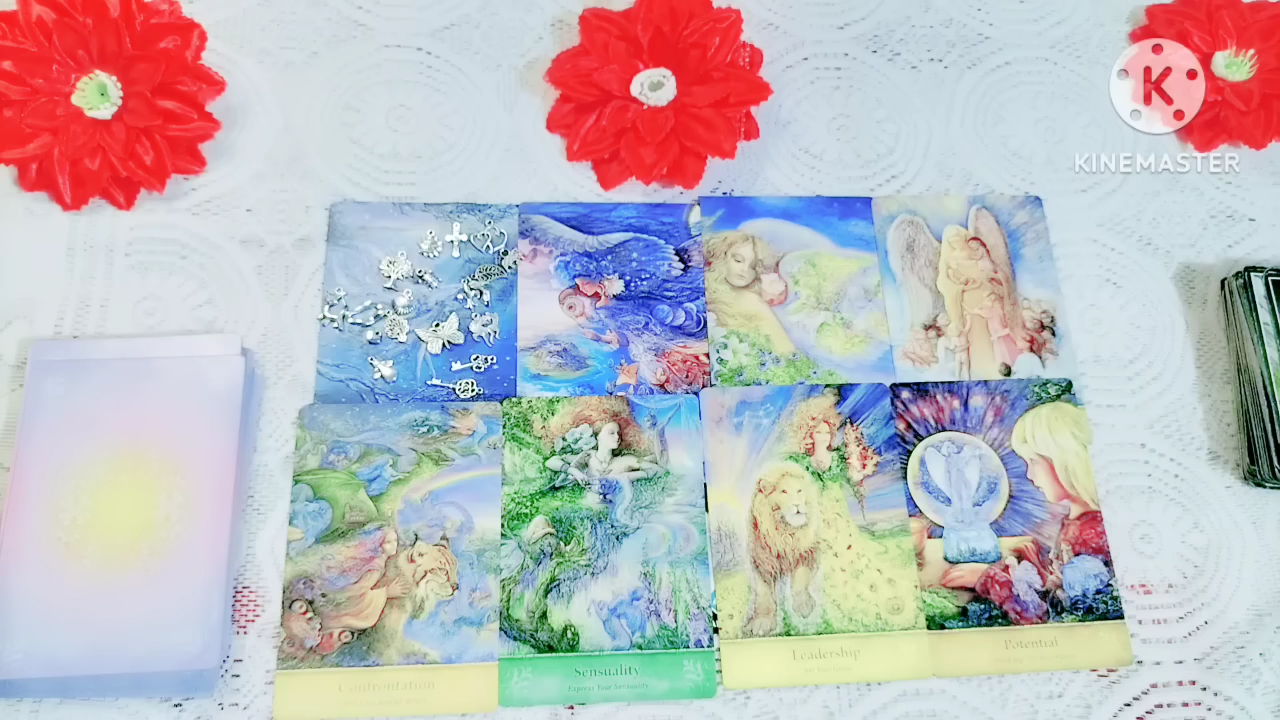 K
KINEMASTER
Confrontation
Sensuality
Express Your Sensuality
Leadership
Potential